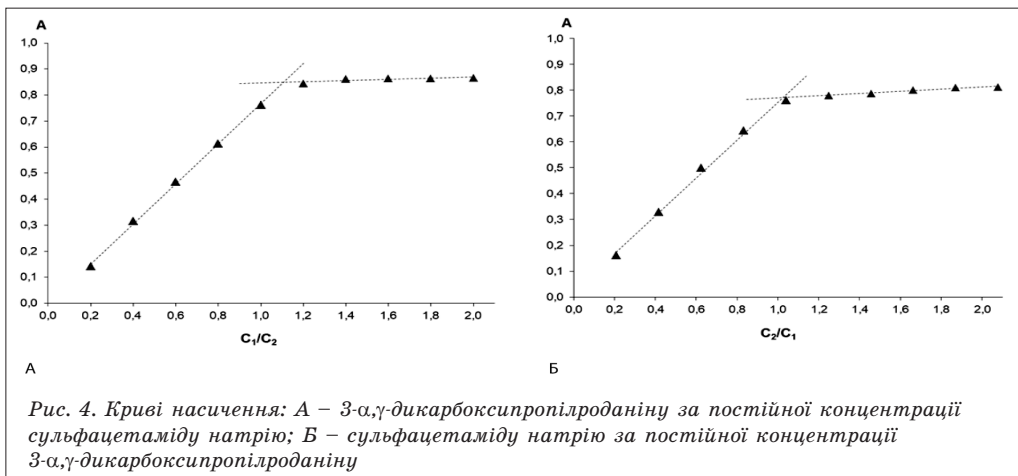 A
1,0
0,9
0,8
0,7
0,6
0,5
0,4
0,3
0,2
0,1
0,0
0,0 0,2 0,4 0,6 0,8 1,0 1,2 1,4 1,6 1,8 2,0
C₁/C₂
А
A
1,0
0,9
0,8
0,7
0,6
0,5
0,4
0,3
0,2
0,1
0,0
0,0 0,2 0,4 0,6 0,8 1,0 1,2 1,4 1,6 1,8 2,0
C₂/C₁
Б
Рис. 4. Криві насичення: А – 3-α,γ-дикарбоксипропілроданіну за постійної концентрації
сульфацетаміду натрію; Б – сульфацетаміду натрію за постійної концентрації
3-α,γ-дикарбоксипропілроданіну